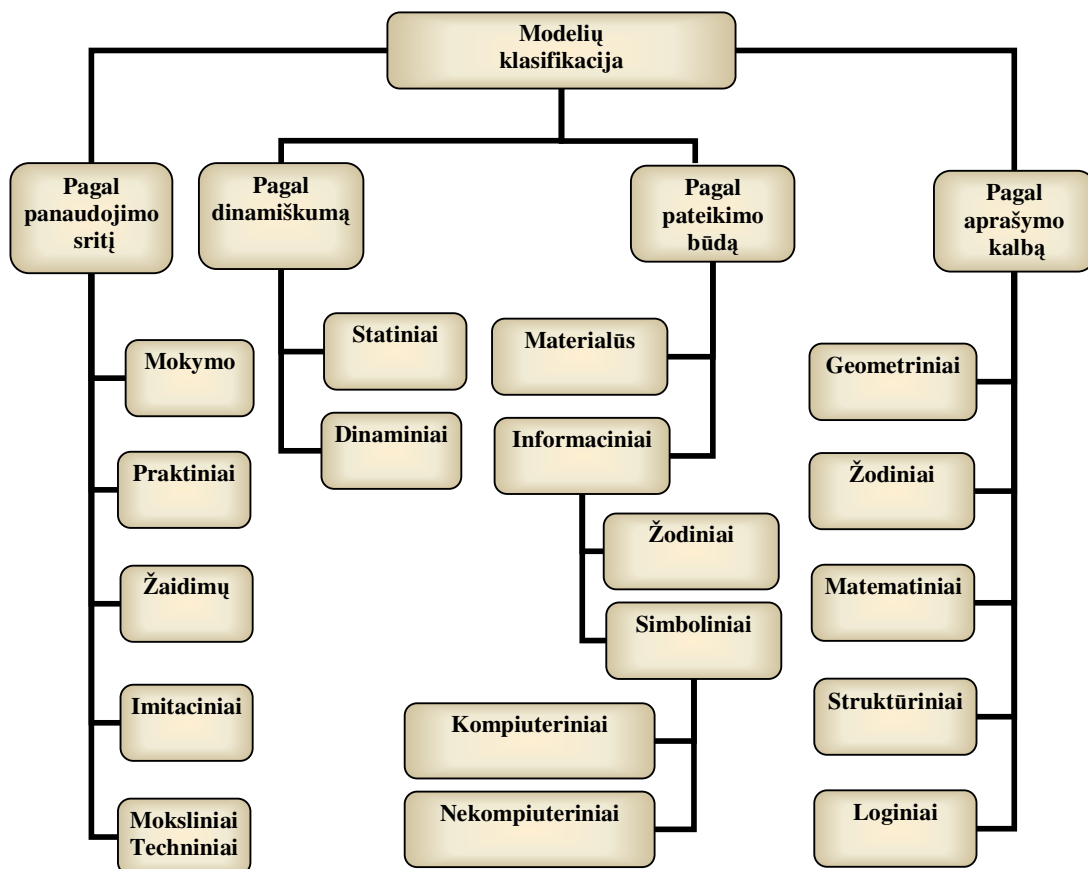 Modelių
klasifikacija
Pagal
panaudojimo
sritį
Mokymo
Praktiniai
Žaidimų
Imitaciniai
Moksliniai
Techniniai
Pagal
dinamiškumą
Statiniai
Dinaminiai
Pagal
pateikimo
būdą
Materialūs
Informaciniai
Žodiniai
Simboliniai
Kompiuteriniai
Nekompiuteriniai
Pagal
aprašymo
kalbą
Geometriniai
Žodiniai
Matematiniai
Struktūriniai
Loginiai